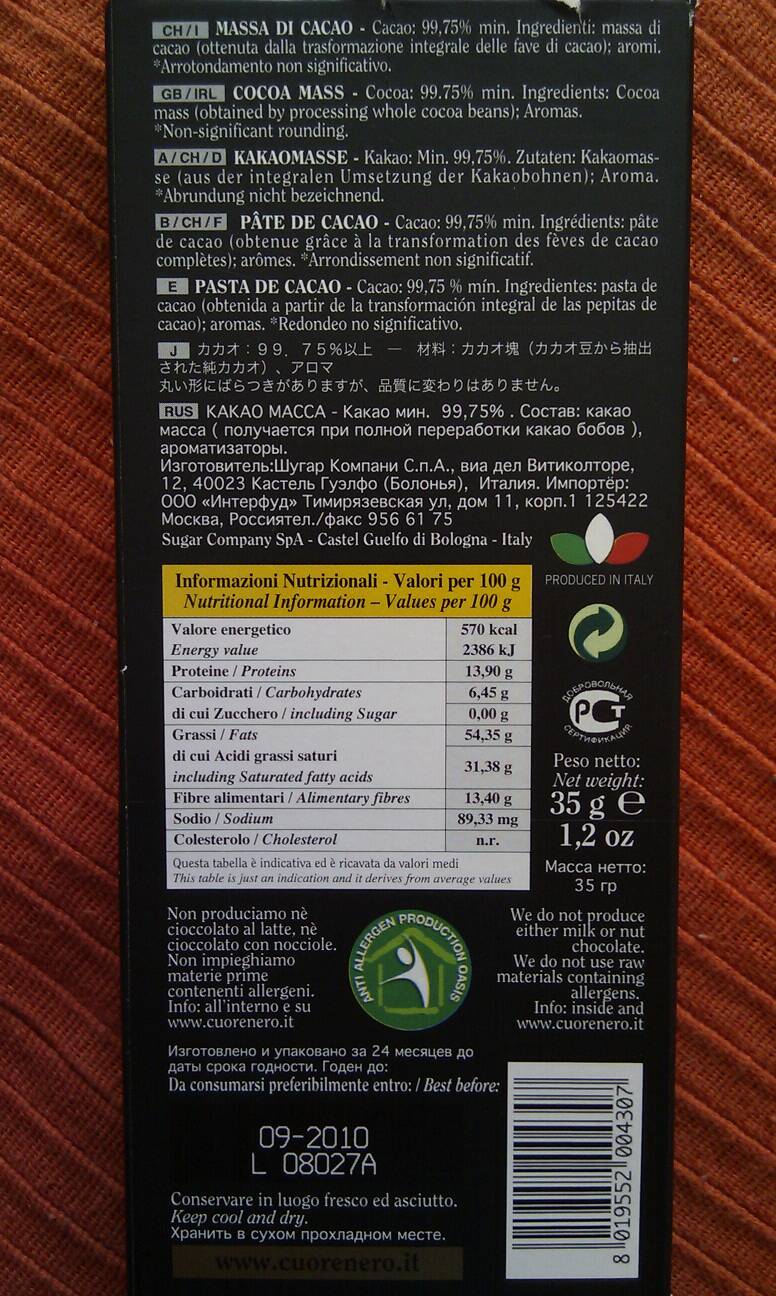 CH / I MASSA DI CACAO - Cacao: 99,75% min. Ingredienti: massa di
cacao (ottenuta dalla trasformazione integrale delle fave di cacao); aromi.
*Arrotondamento non significativo.
GB / IRL COCOA MASS - Cocoa: 99.75% min. Ingredients: Cocoa
mass (obtained by processing whole cocoa beans); Aromas.
*Non-significant rounding.
A / CH / D KAKAOMASSE - Kakao: Min. 99,75%. Zutaten: Kakaomas-
se (aus der integralen Umsetzung der Kakaobohnen); Aroma.
*Abrundung nicht bezeichnend.
B / CH / F PÂTE DE CACAO - Cacao: 99,75% min. Ingrédients: pâte
de cacao (obtenue grâce à la transformation des fèves de cacao
complètes); arômes. *Arrondissement non significatif.
E PASTA DE CACAO - Cacao: 99,75 % mín. Ingredientes: pasta de
cacao (obtenida a partir de la transformación integral de las pepitas de
cacao); aromas. *Redondeo no significativo.
J カカオ：９９．７５％以上 － 材料：カカオ塊（カカオ豆から抽出
された純カカオ）、アロマ
丸い形にばらつきがありますが、品質に変わりはありません。
RUS КАКАО МАССА - Какао мин. 99,75% . Состав: какао
масса ( получается при полной переработки какао бобов ),
ароматизаторы.
Изготовитель:Шугар Компани С.п.А., виа дел Витиколторе,
12, 40023 Кастель Гуэлфо (Болонья), Италия. Импортёр:
ООО «Интерфуд» Тимирязевская ул, дом 11, корп.1 125422
Москва, Россиятел./факс 956 61 75
Sugar Company SpA - Castel Guelfo di Bologna - Italy
PRODUCED IN ITALY
Informazioni Nutrizionali - Valori per 100 g
Nutritional Information – Values per 100 g
Valore energetico 570 kcal
Energy value 2386 kJ
Proteine / Proteins 13,90 g
Carboidrati / Carbohydrates 6,45 g
di cui Zucchero / including Sugar 0,00 g
Grassi / Fats 54,35 g
di cui Acidi grassi saturi
including Saturated fatty acids 31,38 g
Fibre alimentari / Alimentary fibres 13,40 g
Sodio / Sodium 89,33 mg
Colesterolo / Cholesterol n.r.
Questa tabella è indicativa ed è ricavata da valori medi
This table is just an indication and it derives from average values
ДОБРОВОЛЬНАЯ
РСТ
СЕРТИФИКАЦИЯ
Peso netto:
Net weight:
35 g ℮
1,2 oz
Масса нетто:
35 гр
Non produciamo nè
cioccolato al latte, nè
cioccolato con nocciole.
Non impieghiamo
materie prime
contenenti allergeni.
Info: all'interno e su
www.cuorenero.it
ANTI ALLERGEN PRODUCTION OASIS
We do not produce
either milk or nut
chocolate.
We do not use raw
materials containing
allergens.
Info: inside and
www.cuorenero.it
Изготовлено и упаковано за 24 месяцев до
даты срока годности. Годен до:
Da consumarsi preferibilmente entro: / Best before:
09-2010
L 08027A
Conservare in luogo fresco ed asciutto.
Keep cool and dry.
Хранить в сухом прохладном месте.
www.cuorenero.it
8 019552 004307